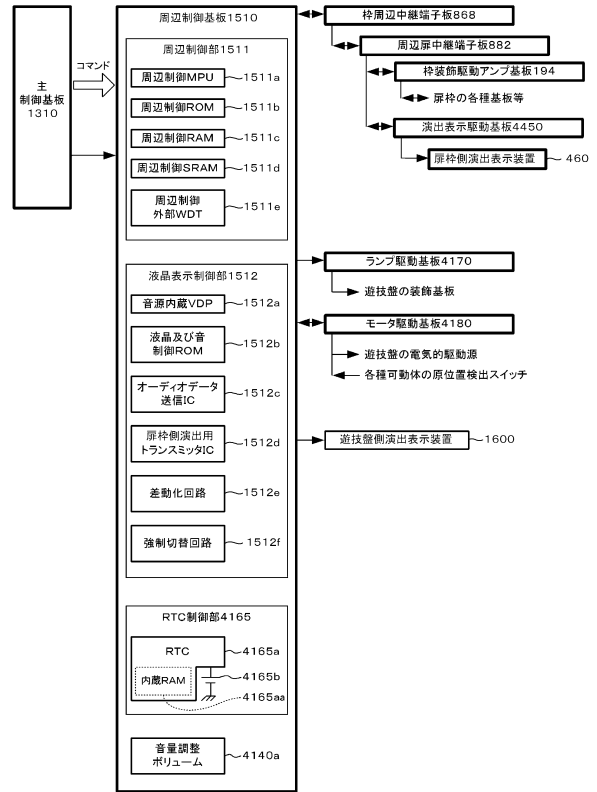 主
制御基板
1310
コマンド
周辺制御基板1510
周辺制御部1511
周辺制御MPU
1511a
周辺制御ROM
1511b
周辺制御RAM
1511c
周辺制御SRAM
1511d
周辺制御
外部WDT
1511e
液晶表示制御部1512
音源内蔵VDP
1512a
液晶及び音
制御ROM
1512b
オーディオデータ
送信IC
1512c
扉枠側演出用
トランスミッタIC
1512d
差動化回路
1512e
強制切替回路
1512f
RTC制御部4165
RTC
4165a
内蔵RAM
4165b
4165aa
音量調整
ボリューム
4140a
枠周辺中継端子板868
周辺扉中継端子板882
枠装飾駆動アンプ基板194
扉枠の各種基板等
演出表示駆動基板4450
扉枠側演出表示装置
460
ランプ駆動基板4170
遊技盤の装飾基板
モータ駆動基板4180
遊技盤の電気的駆動源
各種可動体の原位置検出スイッチ
遊技盤側演出表示装置
1600